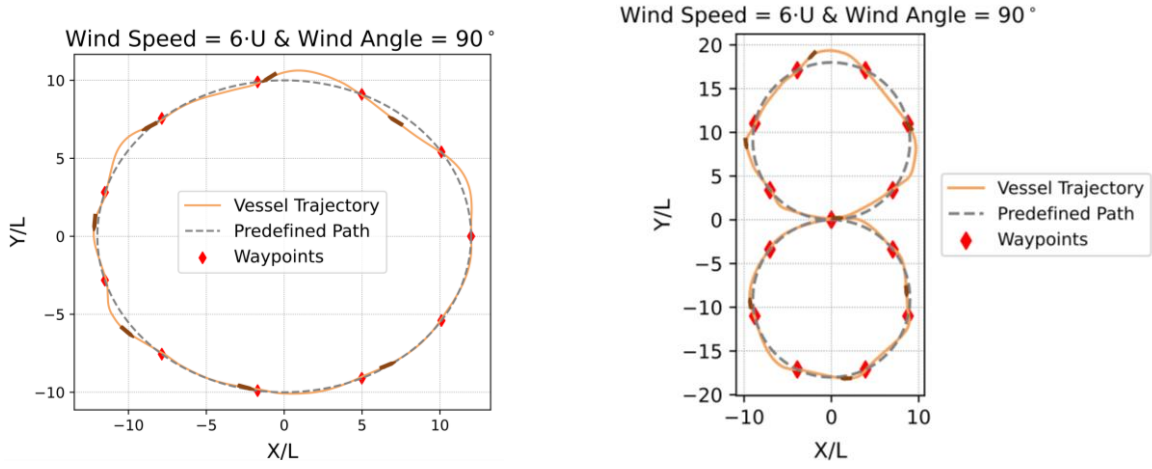 Wind Speed = 6·U & Wind Angle = 90°
10
5
0
−5
−10
Y/L
−10
−5
0
5
10
X/L
Vessel Trajectory
Predefined Path
Waypoints
Wind Speed = 6·U & Wind Angle = 90°
20
15
10
5
0
−5
−10
−15
−20
Y/L
−10
0
10
X/L
Vessel Trajectory
Predefined Path
Waypoints